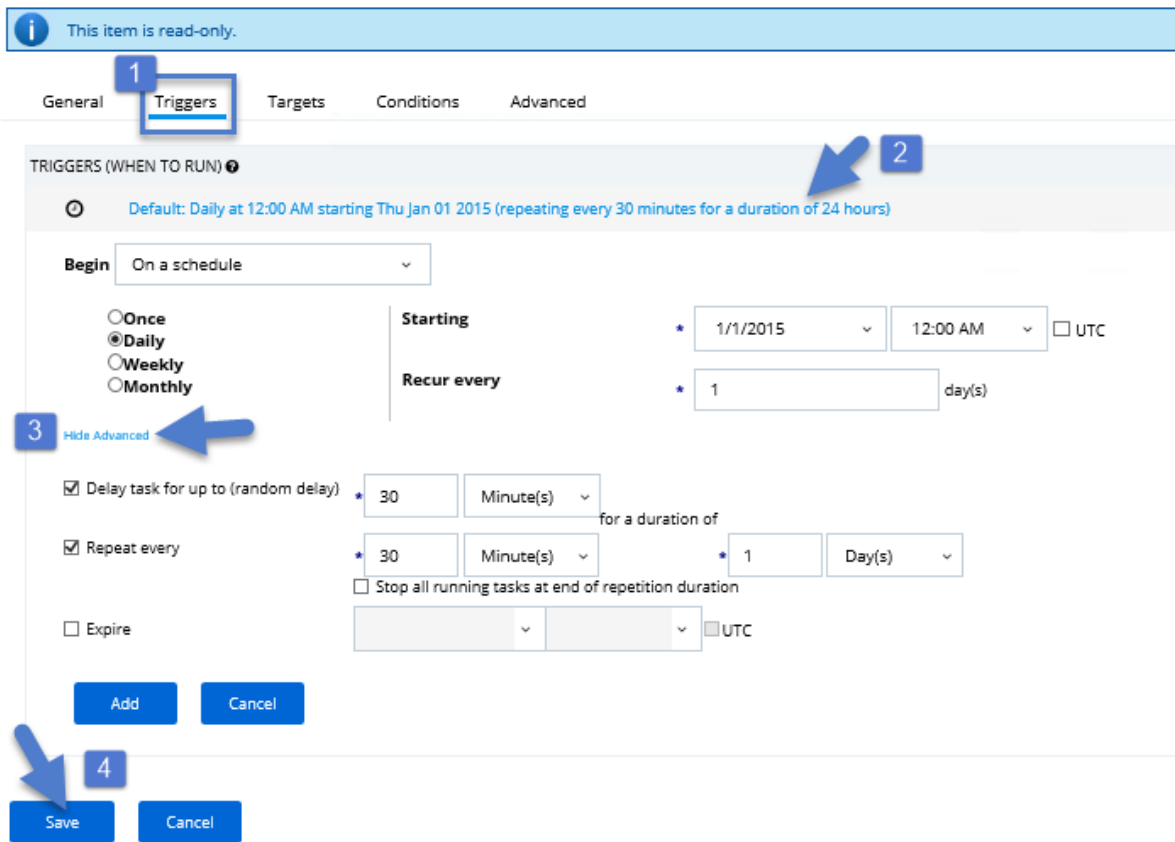 This item is read-only.
1
General Triggers Targets Conditions Advanced
2
TRIGGERS (WHEN TO RUN)
Default: Daily at 12:00 AM starting Thu Jan 01 2015 (repeating every 30 minutes for a duration of 24 hours)
Begin On a schedule
Once
Daily
Weekly
Monthly
Starting * 1/1/2015 12:00 AM UTC
Recur every * 1 day(s)
3 Hide Advanced
Delay task for up to (random delay) * 30 Minute(s)
for a duration of
Repeat every * 30 Minute(s) * 1 Day(s)
Stop all running tasks at end of repetition duration
Expire UTC
Add Cancel
4
Save Cancel